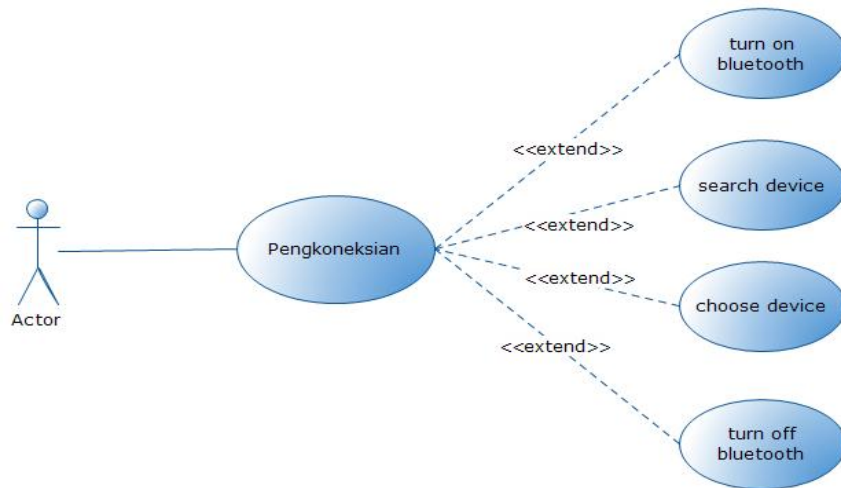 turn on
bluetooth
<<extend>>
search device
<<extend>>
Pengkoneksian
<<extend>>
choose device
Actor
<<extend>>
turn off
bluetooth